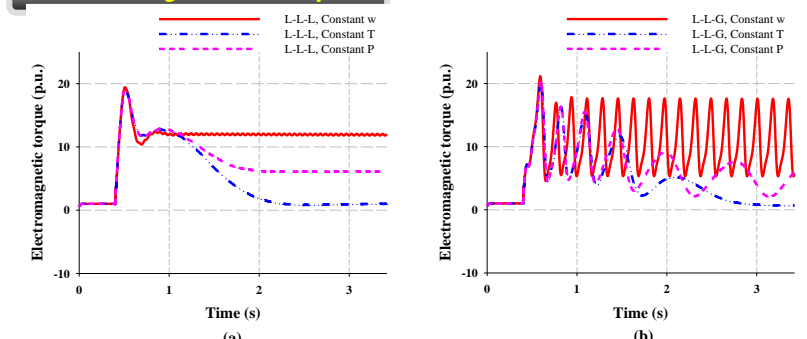 L-L-L, Constant w
L-L-L, Constant T
L-L-L, Constant P
20
10
0
-10
Electromagnetic torque (p.u.)
0
1
2
3
Time (s)
(a)
L-L-G, Constant w
L-L-G, Constant T
L-L-G, Constant P
20
10
0
-10
Electromagnetic torque (p.u.)
0
1
2
3
Time (s)
(b)